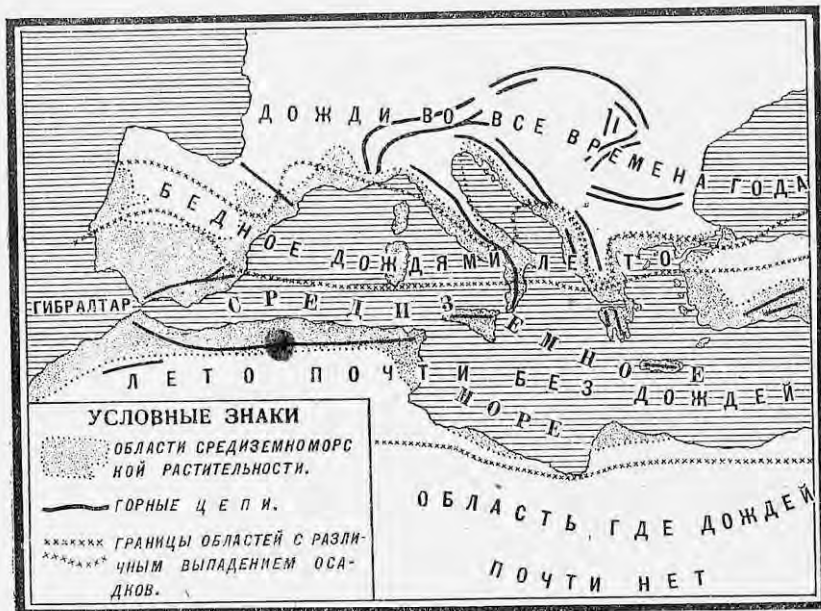 ДОЖДИ ВО ВСЕ ВРЕМЕНА ГОДА
БЕДНОЕ ДОЖДЯМИ ЛЕТО
ГИБРАЛТАР
СРЕДИЗЕМНОЕ
МОРЕ
ЛЕТО ПОЧТИ БЕЗ ДОЖДЕЙ
УСЛОВНЫЕ ЗНАКИ
ОБЛАСТИ СРЕДИЗЕМНОМОРС
КОЙ РАСТИТЕЛЬНОСТИ.
ГОРНЫЕ ЦЕПИ.
ГРАНИЦЫ ОБЛАСТЕЙ С РАЗЛИ-
ЧНЫМ ВЫПАДЕНИЕМ ОСА-
ДКОВ.
ОБЛАСТЬ, ГДЕ ДОЖДЕЙ
ПОЧТИ НЕТ